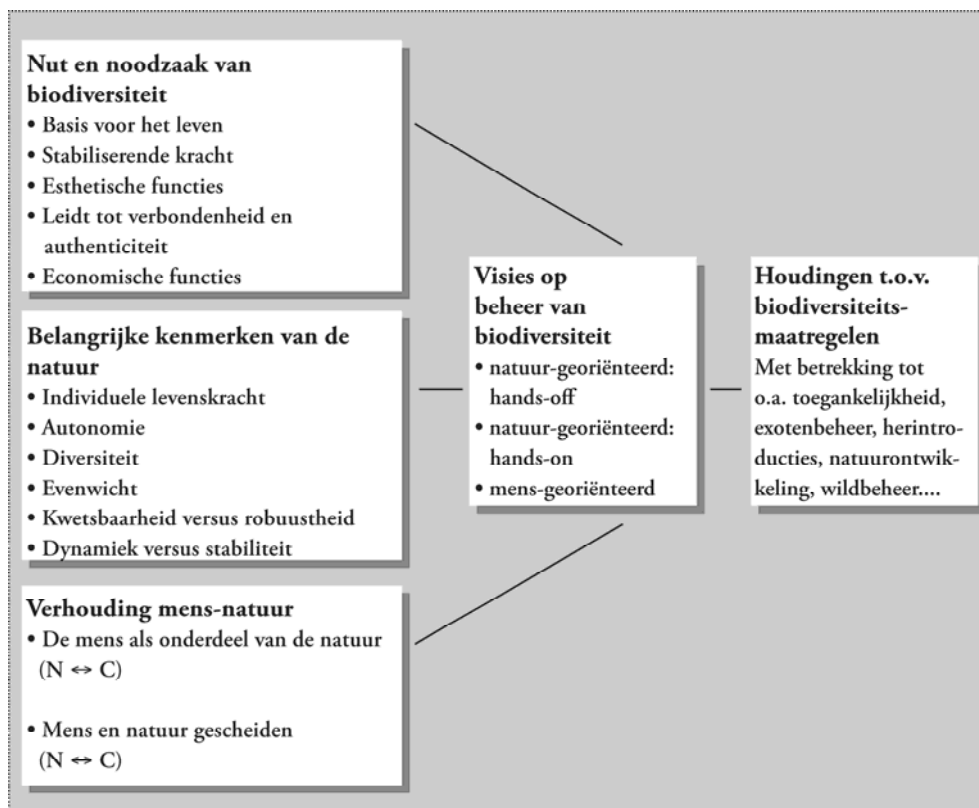 Nut en noodzaak van
biodiversiteit
• Basis voor het leven
• Stabiliserende kracht
• Esthetische functies
• Leidt tot verbondenheid en
authenticiteit
• Economische functies
Belangrijke kenmerken van de
natuur
• Individuele levenskracht
• Autonomie
• Diversiteit
• Evenwicht
• Kwetsbaarheid versus robuustheid
• Dynamiek versus stabiliteit
Verhouding mens-natuur
• De mens als onderdeel van de natuur
(N ↔ C)
• Mens en natuur gescheiden
(N ↔ C)
Visies op
beheer van
biodiversiteit
• natuur-georiënteerd:
hands-off
• natuur-georiënteerd:
hands-on
• mens-georiënteerd
Houdingen t.o.v.
biodiversiteits-
maatregelen
Met betrekking tot
o.a. toegankelijkheid,
exotenbeheer, herintro-
ducties, natuurontwik-
keling, wildbeheer....